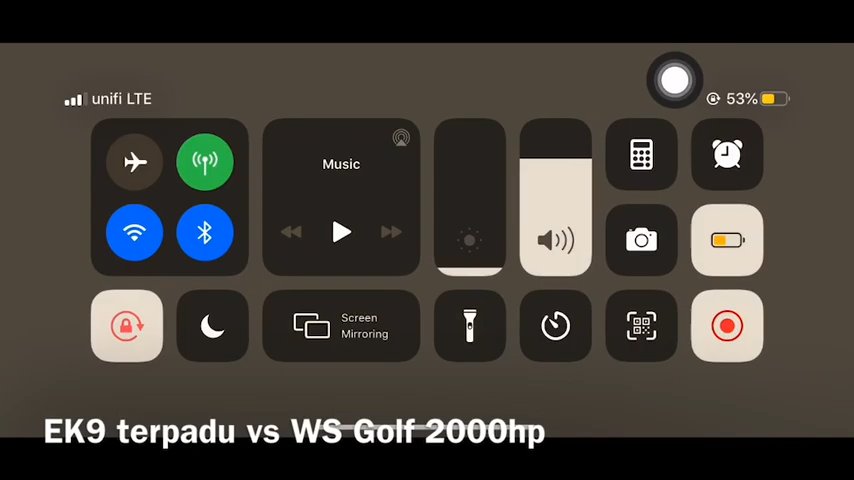 unifi LTE
53%
Music
Screen
Mirroring
EK9 terpadu vs WS Golf 2000hp